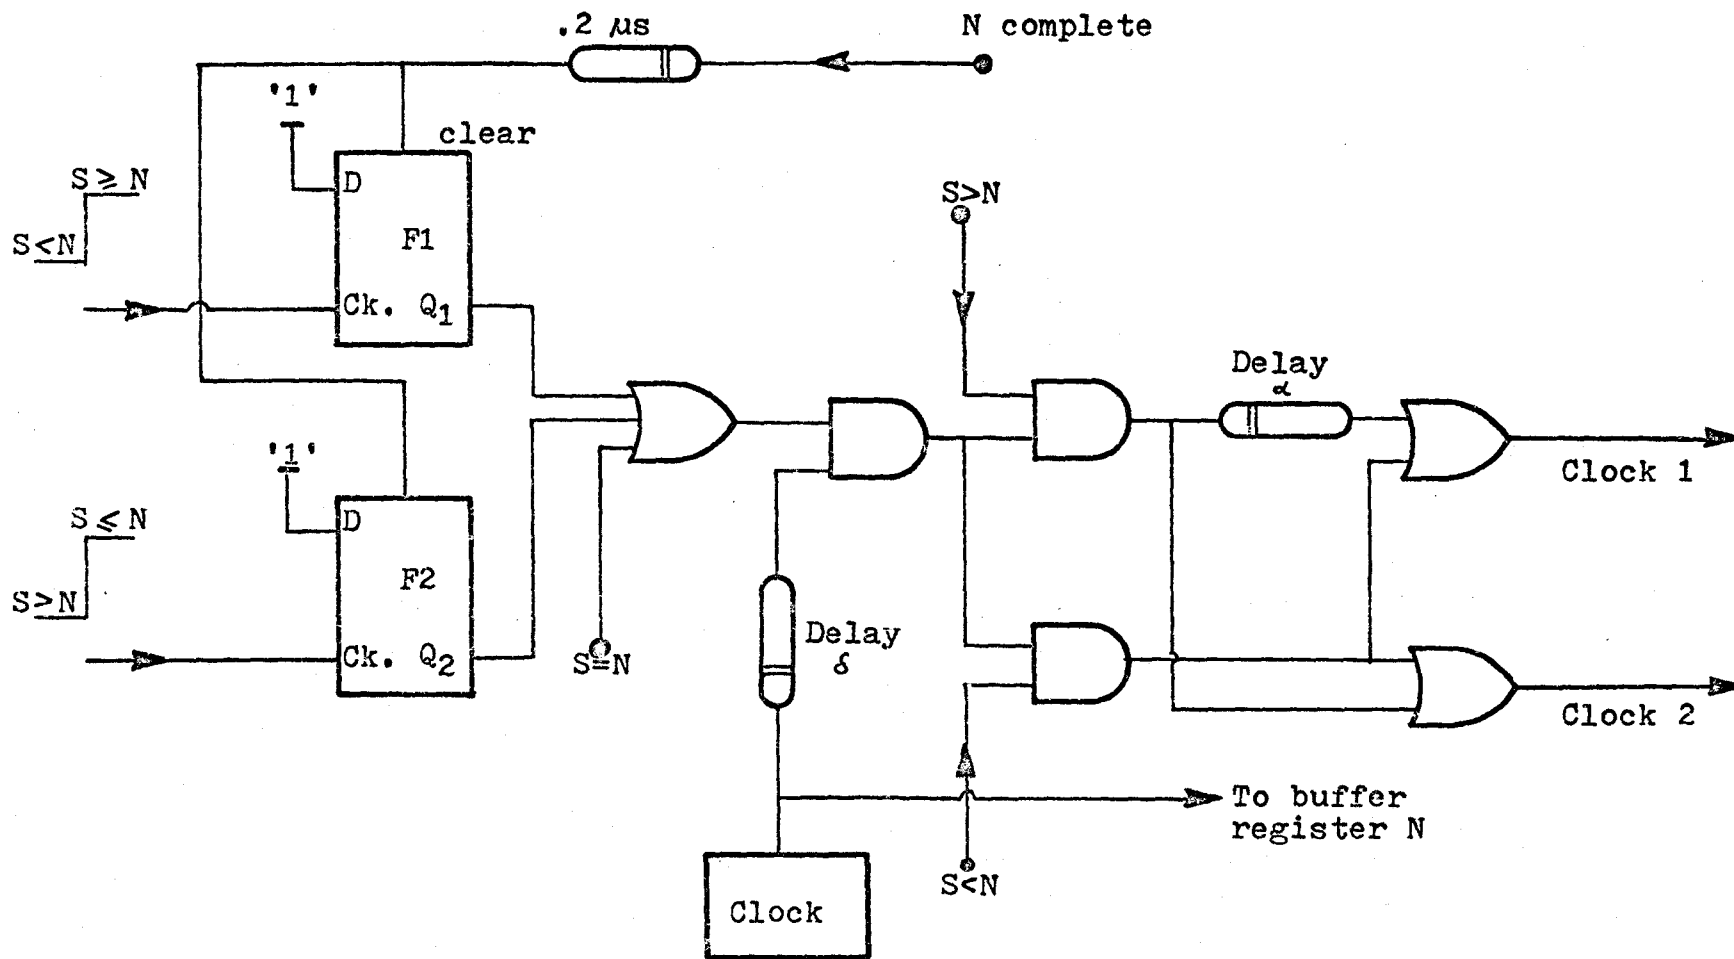 .2 μs
N complete
'1'
clear
S ≥ N
D
S>N
S<N
F1
Ck. Q1
Delay
α
Clock 1
'1'
S ≤ N
D
F2
S>N
Delay
δ
Ck. Q2
S=N
Clock 2
To buffer
register N
S<N
Clock